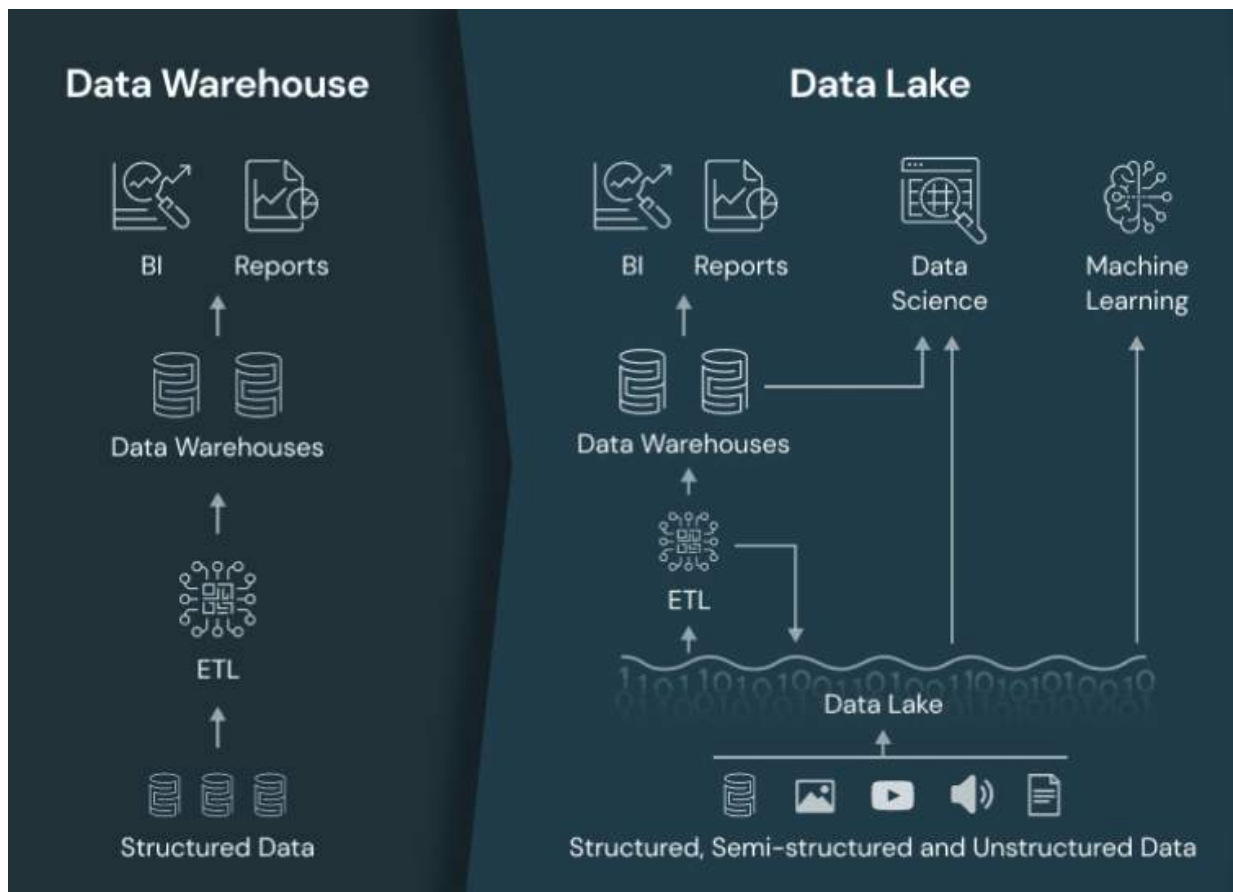 Data Warehouse
BI
Reports
Data Warehouses
ETL
Structured Data
Data Lake
BI
Reports
Data
Science
Machine
Learning
Data Warehouses
ETL
Data Lake
Structured, Semi-structured and Unstructured Data